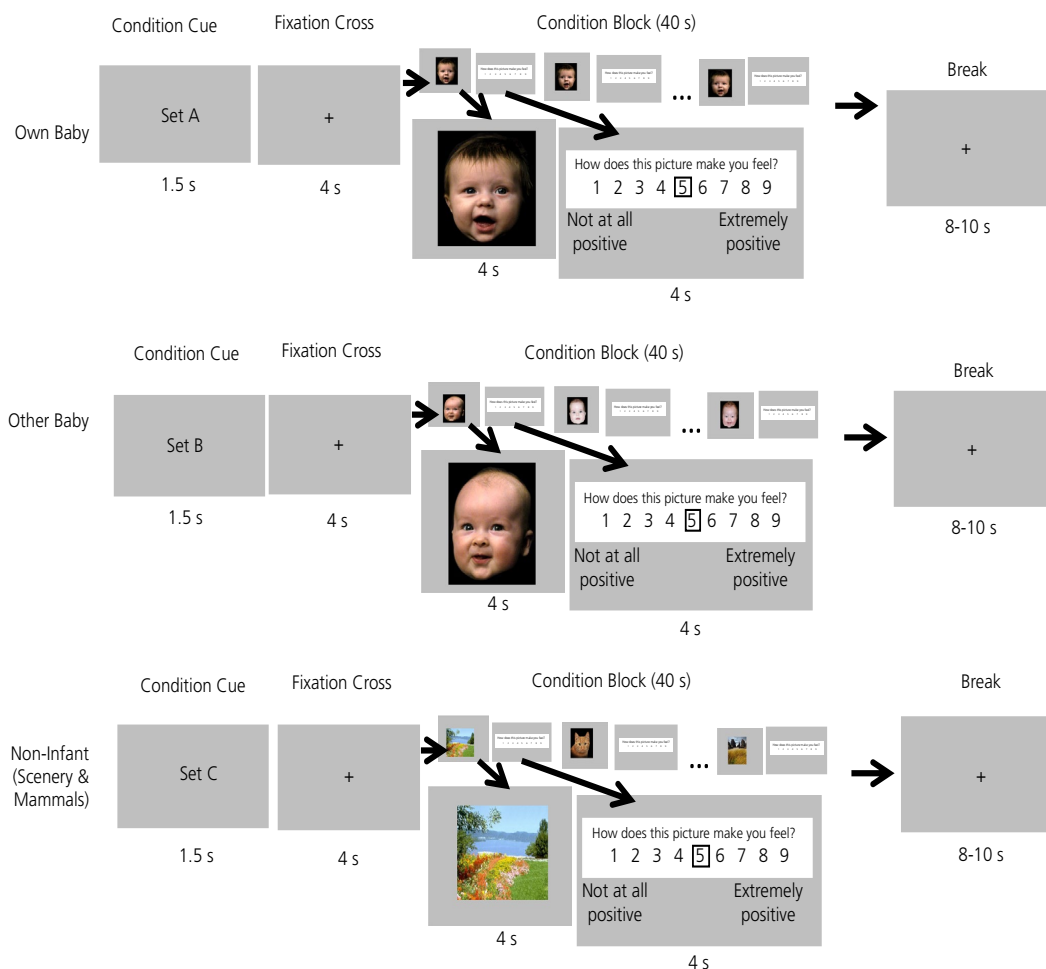 Condition Cue
Fixation Cross
Condition Block (40 s)
Break
Own Baby
Set A
+
+
1.5 s
4 s
How does this picture make you feel?
1 2 3 4 5 6 7 8 9
Not at all
positive
Extremely
positive
4 s
4 s
8-10 s
...
Condition Cue
Fixation Cross
Condition Block (40 s)
Break
Other Baby
Set B
+
+
1.5 s
4 s
How does this picture make you feel?
1 2 3 4 5 6 7 8 9
Not at all
positive
Extremely
positive
4 s
4 s
8-10 s
...
Condition Cue
Fixation Cross
Condition Block (40 s)
Break
Non-Infant
(Scenery &
Mammals)
Set C
+
+
1.5 s
4 s
How does this picture make you feel?
1 2 3 4 5 6 7 8 9
Not at all
positive
Extremely
positive
4 s
4 s
8-10 s
...